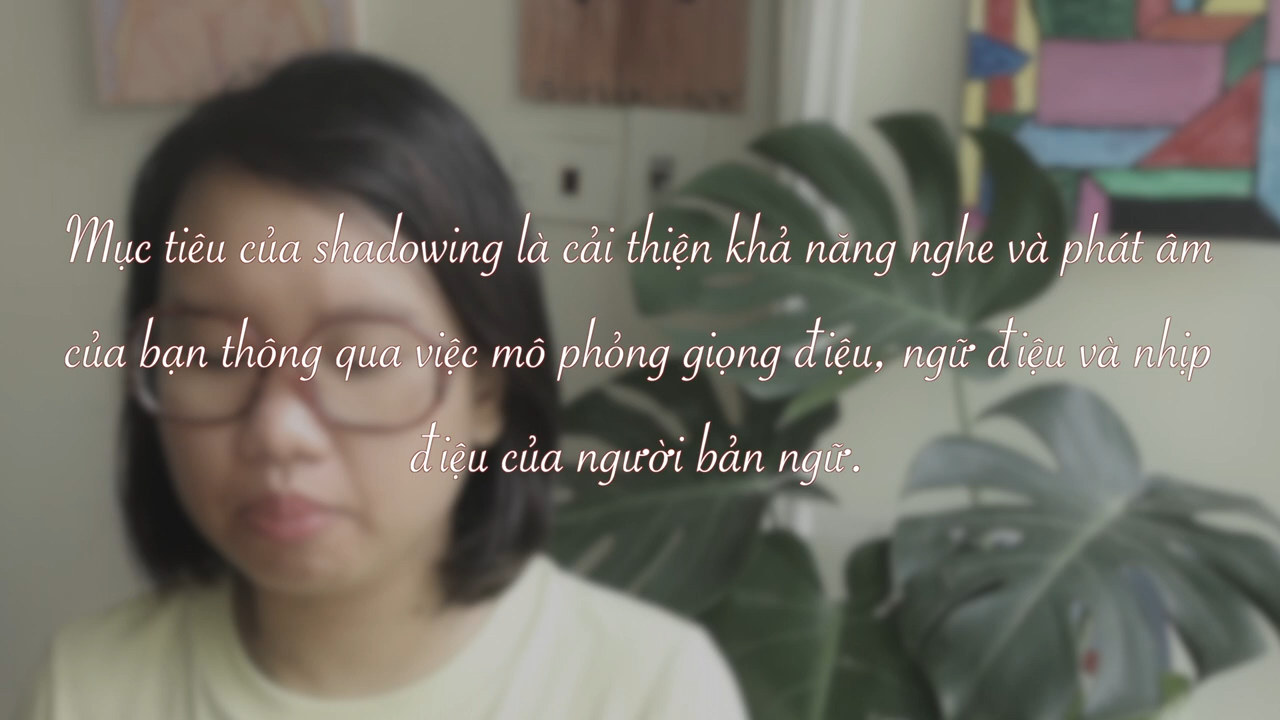 Mục tiêu của shadowing là cải thiện khả năng nghe và phát âm
của bạn thông qua việc mô phỏng giọng điệu, ngữ điệu và nhịp
điệu của người bản ngữ.